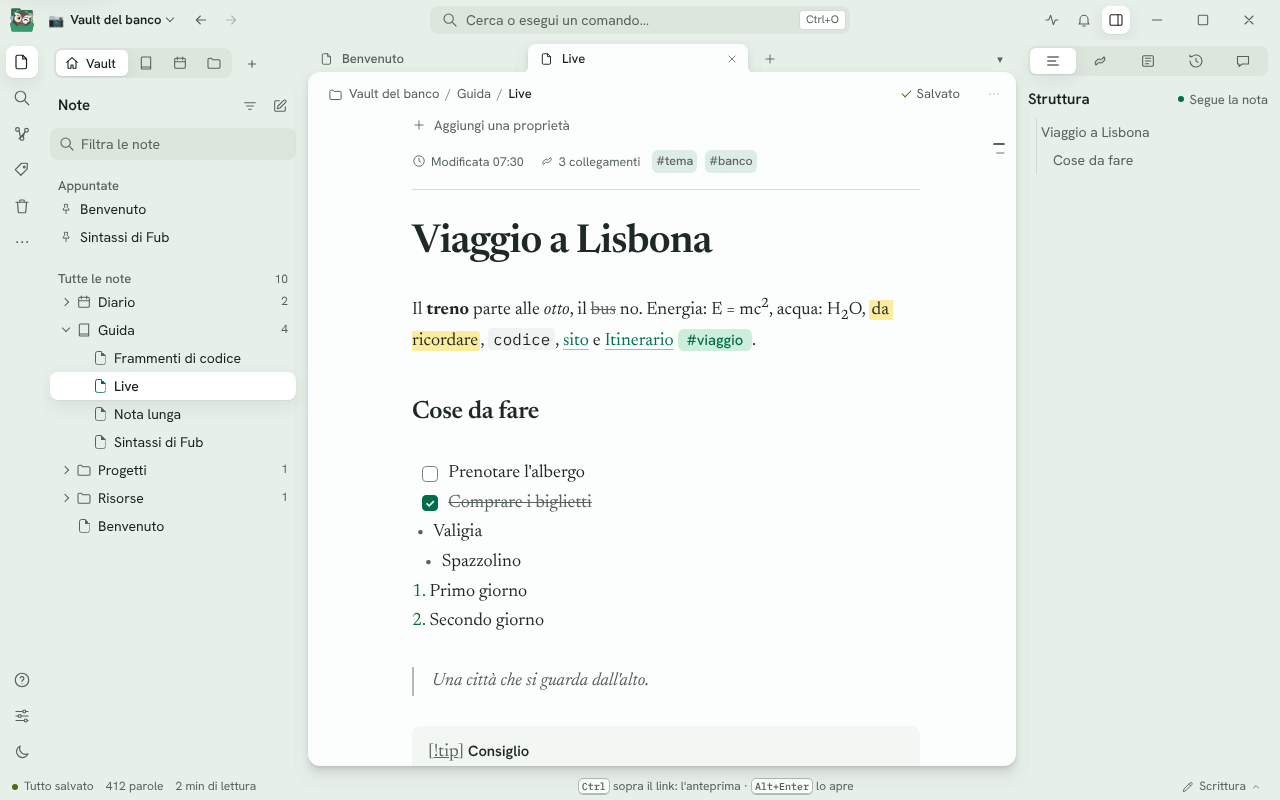 Vault del banco
Cerca o esegui un comando…
Ctrl+O
Vault
Note
Filtra le note
Appuntate
Benvenuto
Sintassi di Fub
Tutte le note 10
Diario 2
Guida 4
Frammenti di codice
Live
Nota lunga
Sintassi di Fub
Progetti 1
Risorse 1
Benvenuto
Benvenuto
Live
Vault del banco / Guida / Live
Salvato
Aggiungi una proprietà
Modificata 07:30 3 collegamenti #tema #banco
Viaggio a Lisbona
Il treno parte alle otto, il bus no. Energia: E = mc², acqua: H₂O, da
ricordare, codice, sito e Itinerario #viaggio.
Cose da fare
Prenotare l'albergo
Comprare i biglietti
• Valigia
• Spazzolino
1. Primo giorno
2. Secondo giorno
Una città che si guarda dall'alto.
[!tip] Consiglio
Struttura
Segue la nota
Viaggio a Lisbona
Cose da fare
Tutto salvato 412 parole 2 min di lettura
Ctrl sopra il link: l'anteprima · Alt+Enter lo apre
Scrittura